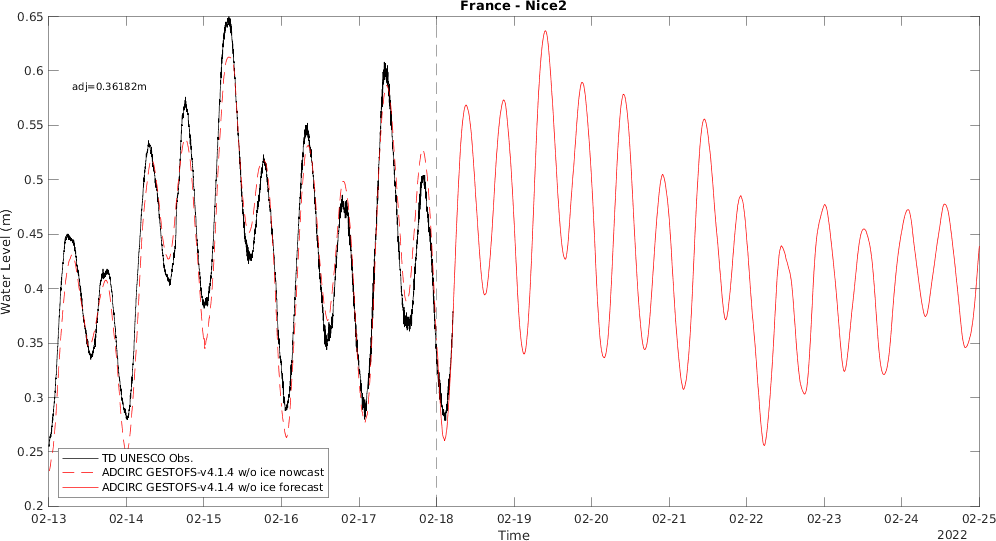 France - Nice2
0.65
0.6
0.55
0.5
0.45
0.4
0.35
0.3
0.25
0.2
Water Level (m)
adj=0.36182m
TD UNESCO Obs.
ADCIRC GESTOFS-v4.1.4 w/o ice nowcast
ADCIRC GESTOFS-v4.1.4 w/o ice forecast
02-13 02-14 02-15 02-16 02-17 02-18 02-19 02-20 02-21 02-22 02-23 02-24 02-25
Time
2022